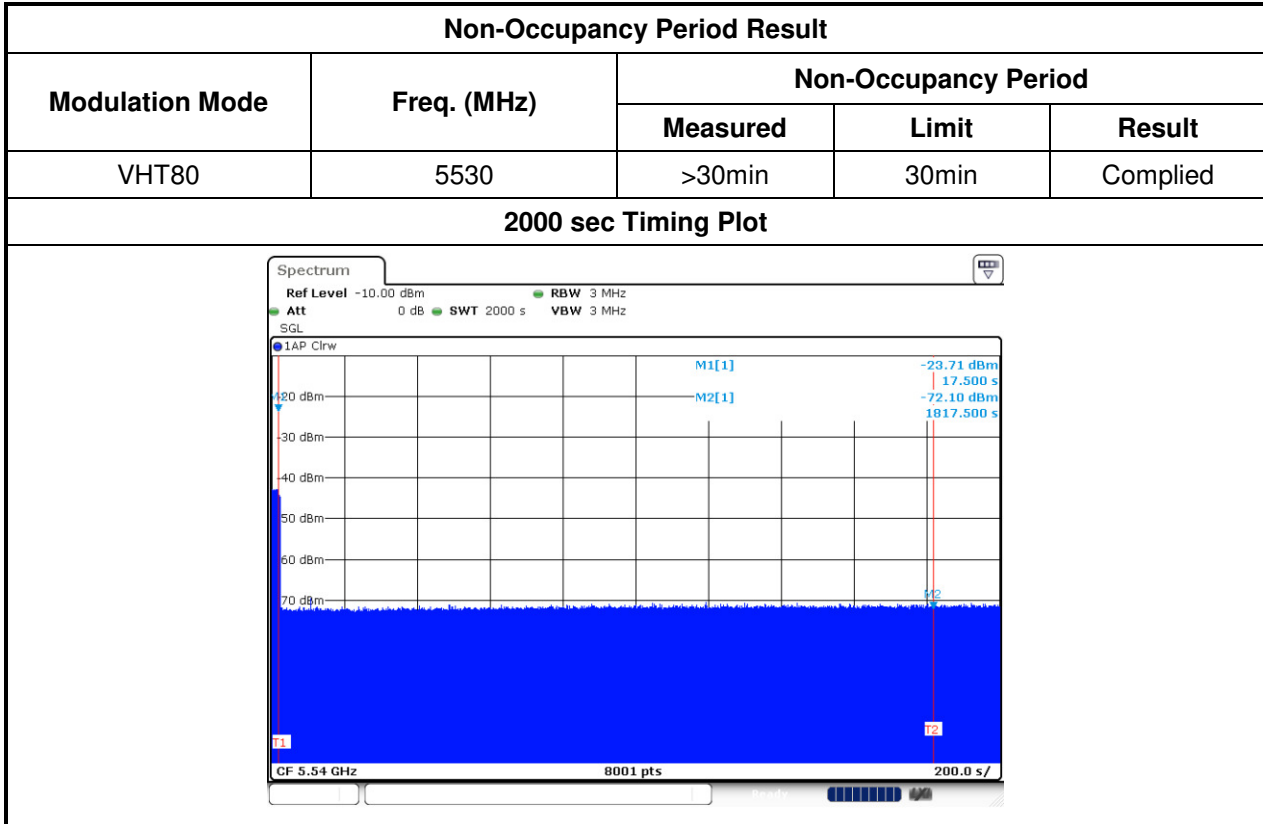 Non-Occupancy Period Result
Modulation Mode
Freq. (MHz)
Non-Occupancy Period
Measured
Limit
Result
VHT80
5530
>30min
30min
Complied
2000 sec Timing Plot
Spectrum
Ref Level -10.00 dBm RBW 3 MHz
Att 0 dB SWT 2000 s VBW 3 MHz
SGL
1AP Clrw
M1[1] -23.71 dBm
17.500 s
-20 dBm
M2[1] -72.10 dBm
1817.500 s
-30 dBm
-40 dBm
-50 dBm
-60 dBm
-70 dBm
M2
T1
T2
CF 5.54 GHz 8001 pts 200.0 s/
Ready